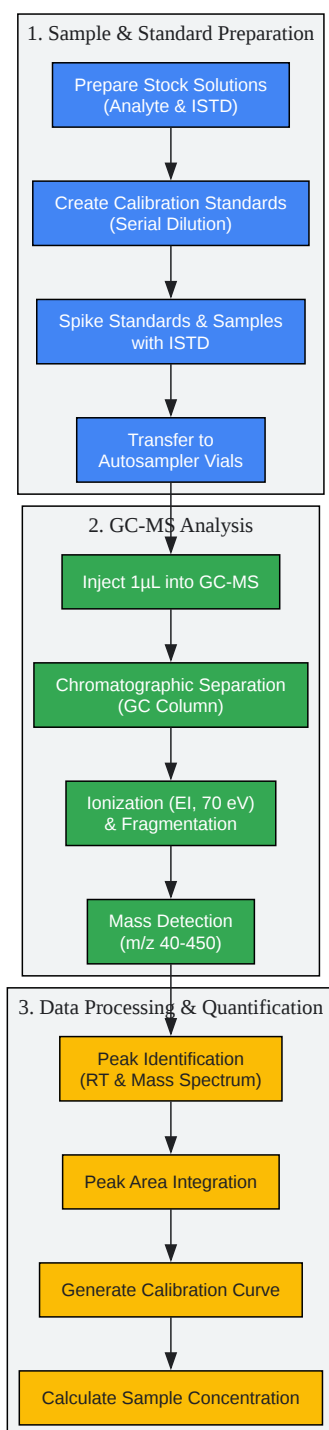 1. Sample & Standard Preparation
Prepare Stock Solutions
(Analyte & ISTD)
Create Calibration Standards
(Serial Dilution)
Spike Standards & Samples
with ISTD
Transfer to
Autosampler Vials
2. GC-MS Analysis
Inject 1µL into GC-MS
Chromatographic Separation
(GC Column)
Ionization (EI, 70 eV)
& Fragmentation
Mass Detection
(m/z 40-450)
3. Data Processing & Quantification
Peak Identification
(RT & Mass Spectrum)
Peak Area Integration
Generate Calibration Curve
Calculate Sample Concentration